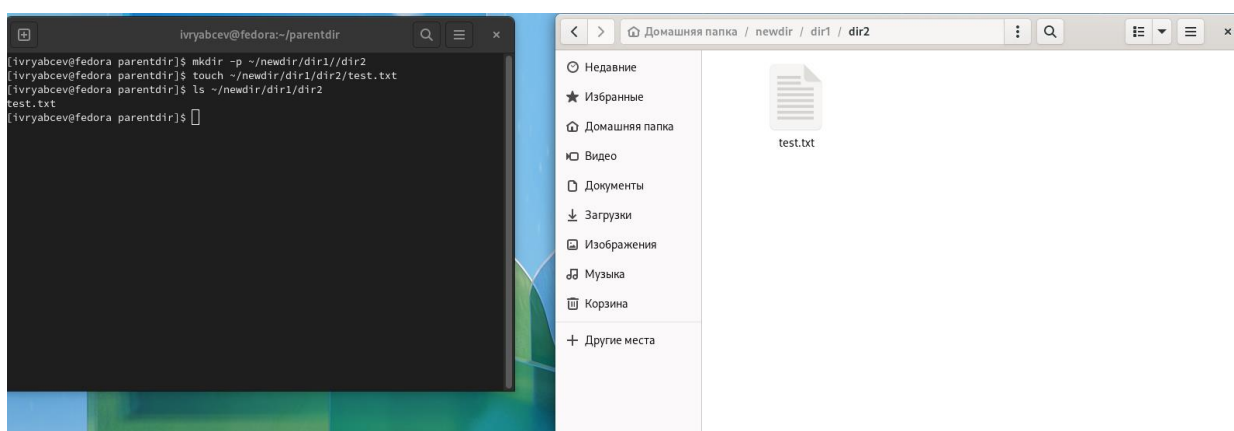 ivryabcev@fedora:~/parentdir
[ivryabcev@fedora parentdir]$ mkdir -p ~/newdir/dir1//dir2
[ivryabcev@fedora parentdir]$ touch ~/newdir/dir1/dir2/test.txt
[ivryabcev@fedora parentdir]$ ls ~/newdir/dir1/dir2
test.txt
[ivryabcev@fedora parentdir]$
Домашняя папка / newdir / dir1 / dir2
Недавние
Избранные
Домашняя папка
Видео
Документы
Загрузки
Изображения
Музыка
Корзина
Другие места
test.txt